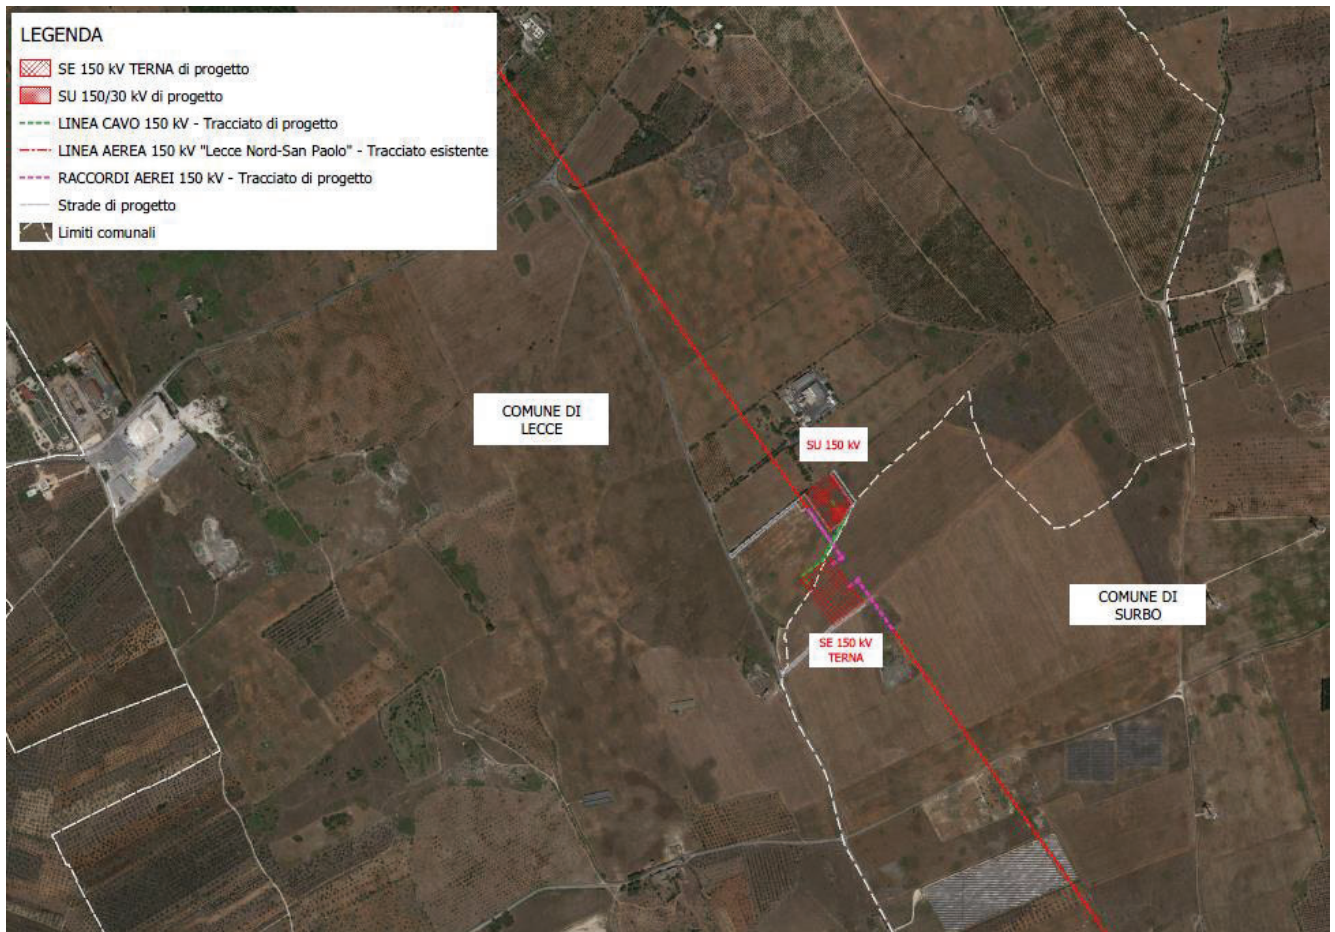 LEGENDA
SE 150 kV TERNA di progetto
SU 150/30 kV di progetto
LINEA CAVO 150 kV - Tracciato di progetto
LINEA AEREA 150 kV "Lecce Nord-San Paolo" - Tracciato esistente
RACCORDI AEREI 150 kV - Tracciato di progetto
Strade di progetto
Limiti comunali
COMUNE DI
LECCE
SU 150 kV
COMUNE DI
SURBO
SE 150 kV
TERNA